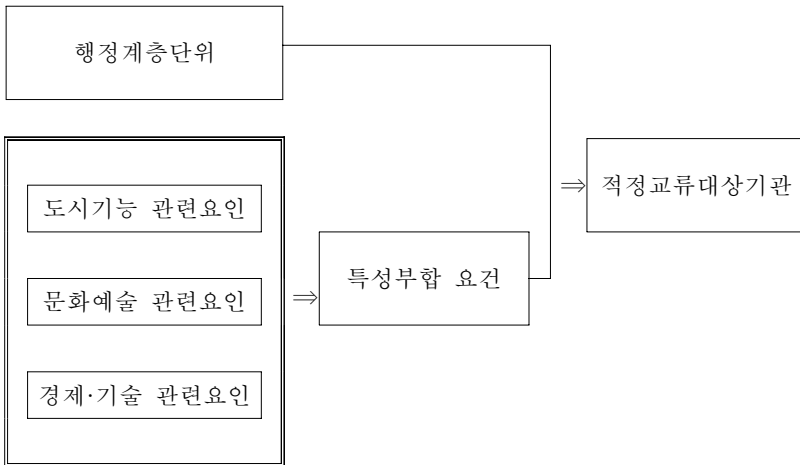 행정계층단위
도시기능 관련요인
문화예술 관련요인
경제·기술 관련요인
⇒
특성부합 요건
⇒
적정교류대상기관